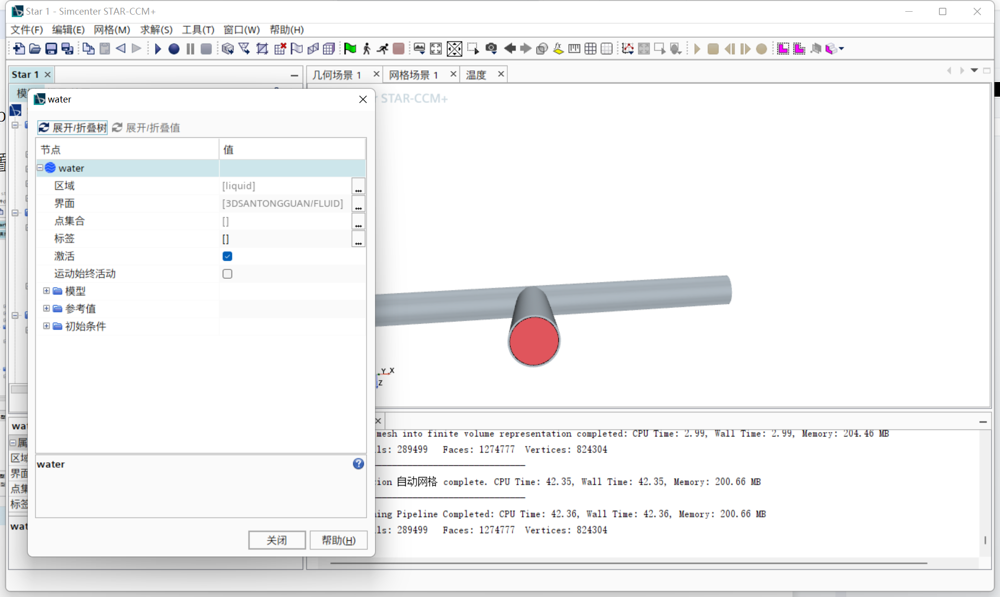 Star 1 - Simcenter STAR-CCM+
文件(F) 编辑(E) 网格(M) 求解(S) 工具(T) 窗口(W) 帮助(H)
Star 1
几何场景 1 网格场景 1 温度
模
water
STAR-CCM+
展开/折叠树 展开/折叠值
节点 值
water
区域 [liquid]
界面 [3DSANTONGGUAN/FLUID]
点集合 []
标签 []
激活
运动始终活动
模型
参考值
初始条件
Y X
Z
wat
属
区域
界面
点集
标签
wat
water
关闭 帮助(H)
mesh into finite volume representation completed: CPU Time: 2.99, Wall Time: 2.99, Memory: 204.46 MB
ls: 289499 Faces: 1274777 Vertices: 824304
ion 自动网格 complete. CPU Time: 42.35, Wall Time: 42.35, Memory: 200.66 MB
ing Pipeline Completed: CPU Time: 42.36, Wall Time: 42.36, Memory: 200.66 MB
ls: 289499 Faces: 1274777 Vertices: 824304